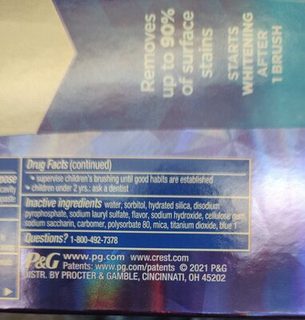 Removes
up to 90%
of surface
stains
STARTS
WHITENING
AFTER
1 BRUSH
Drug Facts (continued)
supervise children's brushing until good habits are established
children under 2 yrs.: ask a dentist
Inactive ingredients water, sorbitol, hydrated silica, disodium
pyrophosphate, sodium lauryl sulfate, flavor, sodium hydroxide, cellulose gum,
sodium saccharin, carbomer, polysorbate 80, mica, titanium dioxide, blue 1
Questions? 1-800-492-7378
P&G www.pg.com www.crest.com
Patents: www.pg.com/patents © 2021 P&G
DISTR. BY PROCTER & GAMBLE, CINCINNATI, OH 45202